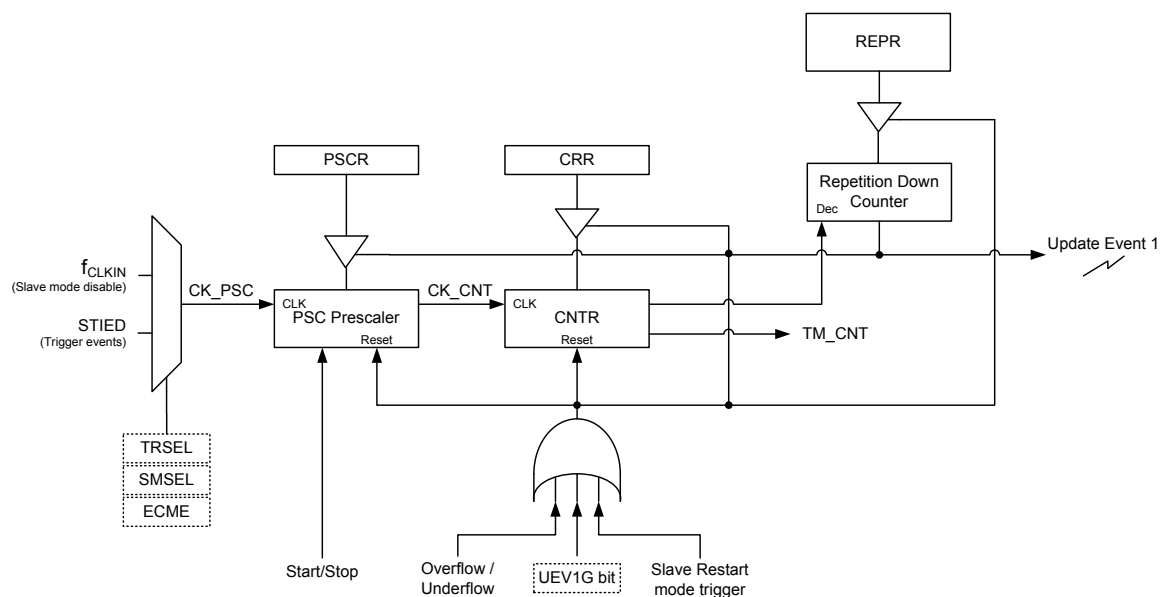 REPR
PSCR
CRR
Repetition Down
Counter
Dec
Update Event 1
fCLKIN
(Slave mode disable)
CK_PSC
CLK
PSC Prescaler
Reset
CK_CNT
CLK
CNTR
Reset
STIED
(Trigger events)
TM_CNT
TRSEL
SMSEL
ECME
Start/Stop
Overflow /
Underflow
UEV1G bit
Slave Restart
mode trigger